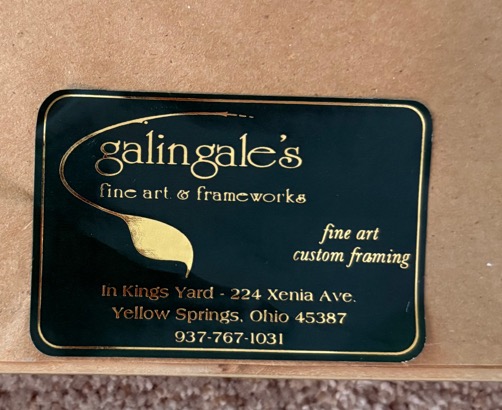 galingale's
fine art & frameworks
fine art
custom framing
In Kings Yard - 224 Xenia Ave.
Yellow Springs, Ohio 45387
937-767-1031